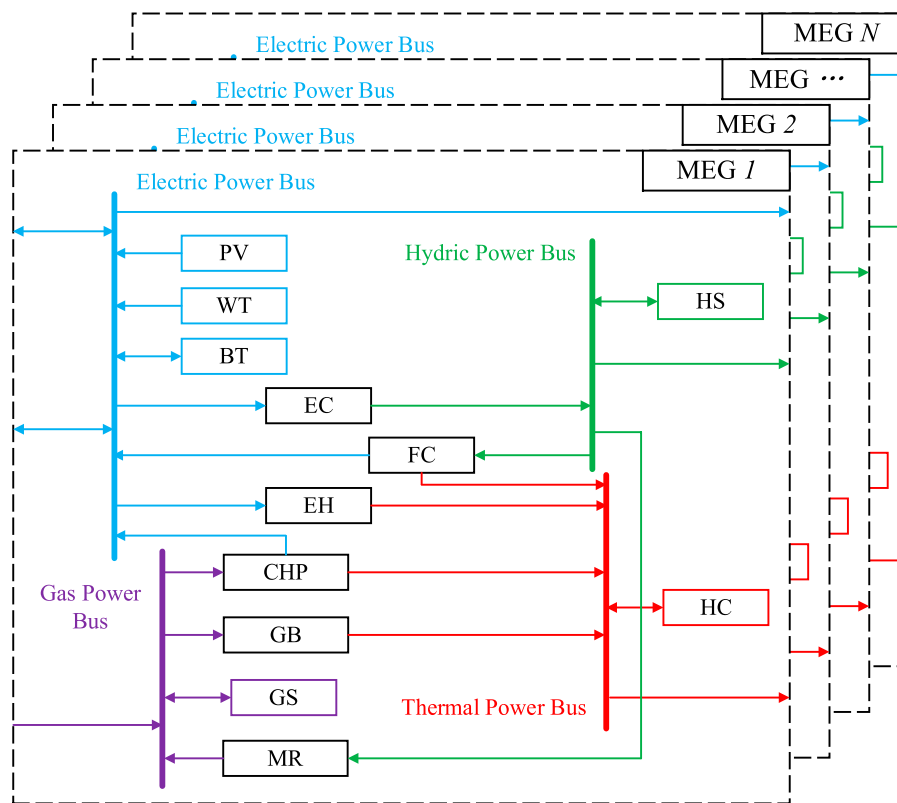 MEG N
Electric Power Bus
MEG ···
Electric Power Bus
MEG 2
Electric Power Bus
MEG 1
Electric Power Bus
PV
Hydric Power Bus
WT
HS
BT
EC
FC
EH
CHP
Gas Power
Bus
HC
GB
GS
Thermal Power Bus
MR